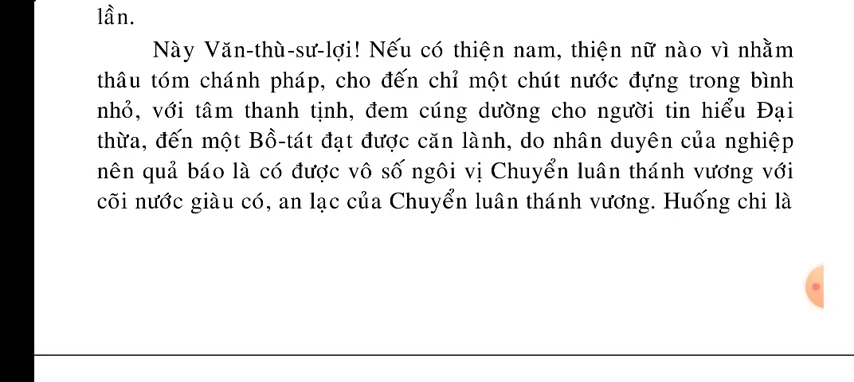 lần.
Này Văn-thù-sư-lợi! Nếu có thiện nam, thiện nữ nào vì nhằm
thâu tóm chánh pháp, cho đến chỉ một chút nước đựng trong bình
nhỏ, với tâm thanh tịnh, đem cúng dường cho người tin hiểu Đại
thừa, đến một Bồ-tát đạt được căn lành, do nhân duyên của nghiệp
nên quả báo là có được vô số ngôi vị Chuyển luân thánh vương với
cõi nước giàu có, an lạc của Chuyển luân thánh vương. Huống chi là